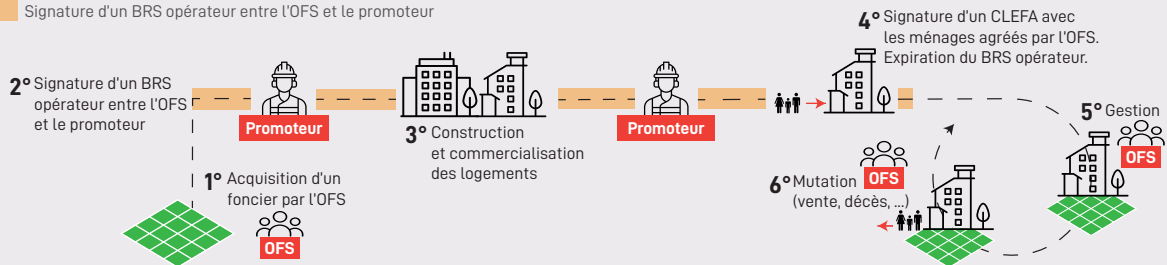 Signature d'un BRS opérateur entre l'OFS et le promoteur
1° Acquisition d'un
foncier par l'OFS
OFS
2° Signature d'un BRS
opérateur entre l'OFS
et le promoteur
Promoteur
3° Construction
et commercialisation
des logements
Promoteur
4° Signature d'un CLEFA avec
les ménages agréés par l'OFS.
Expiration du BRS opérateur.
5° Gestion
OFS
6° Mutation
(vente, décès, ...)
OFS